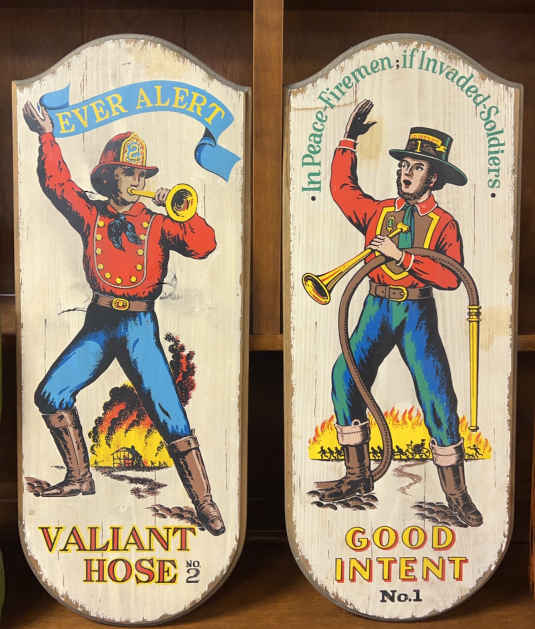 EVER ALERT
2
VALIANT
HOSE No. 2
In Peace-Firemen; if Invaded-Soldiers
1
GOOD
INTENT
No. 1